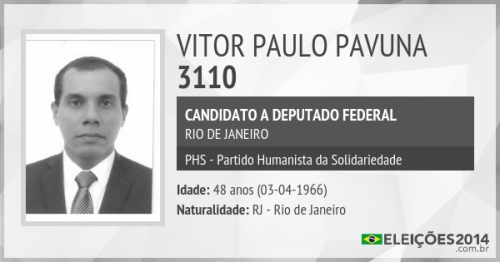 VITOR PAULO PAVUNA
3110
CANDIDATO A DEPUTADO FEDERAL
RIO DE JANEIRO
PHS - Partido Humanista da Solidariedade
Idade: 48 anos (03-04-1966)
Naturalidade: RJ - Rio de Janeiro
ELEIÇÕES2014
.com.br